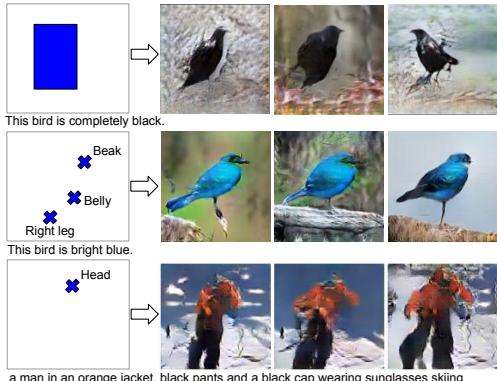 This bird is completely black.
Beak
Belly
Right leg
This bird is bright blue.
Head
a man in an orange jacket, black pants and a black cap wearing sunglasses skiing